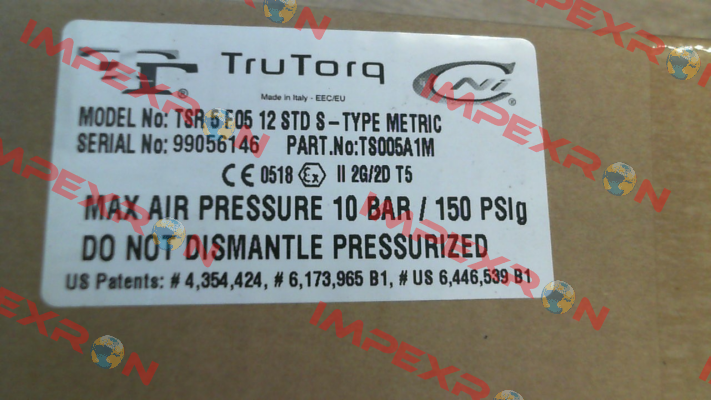 TruTorq
CNi
Made in Italy - EEC/EU
MODEL No: TSR 5 F05 12 STD S-TYPE METRIC
SERIAL No: 99056146 PART.No:TS005A1M
CE 0518 Ex II 2G/2D T5
MAX AIR PRESSURE 10 BAR / 150 PSIg
DO NOT DISMANTLE PRESSURIZED
US Patents: # 4,354,424, # 6,173,965 B1, # US 6,446,539 B1
IMPEXRON
IMPEXRON
IMPEXRON
IMPEXRON
IMPEXRON
IMPEXRON